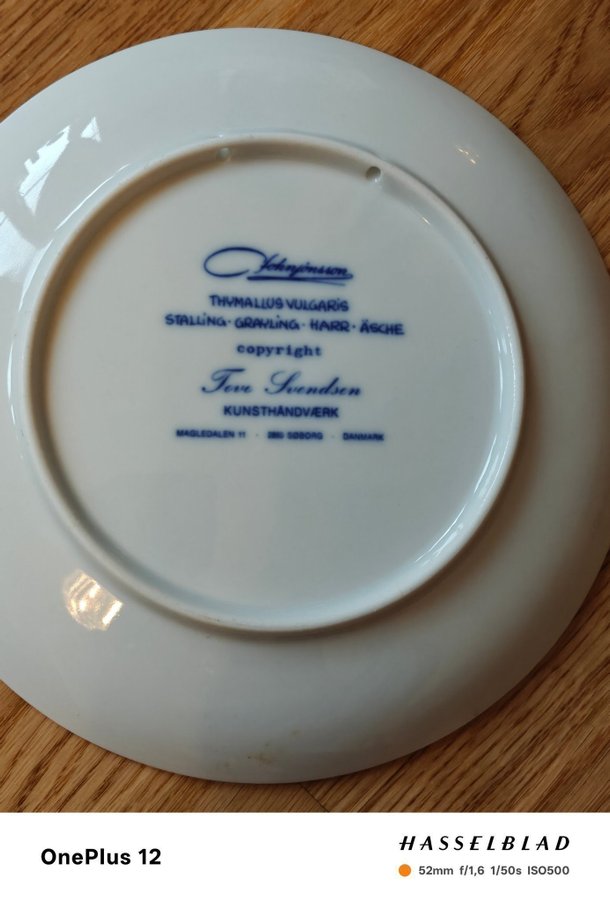 Johnjönsson
THYMALLUS VULGARIS
STALLING · GRAYLING · HARR · ÄSCHE
copyright
Tove Svendsen
KUNSTHÅNDVÆRK
MAGLEDALEN 11 · 2860 SØBORG · DANMARK
OnePlus 12
HASSELBLAD
52mm f/1,6 1/50s ISO500